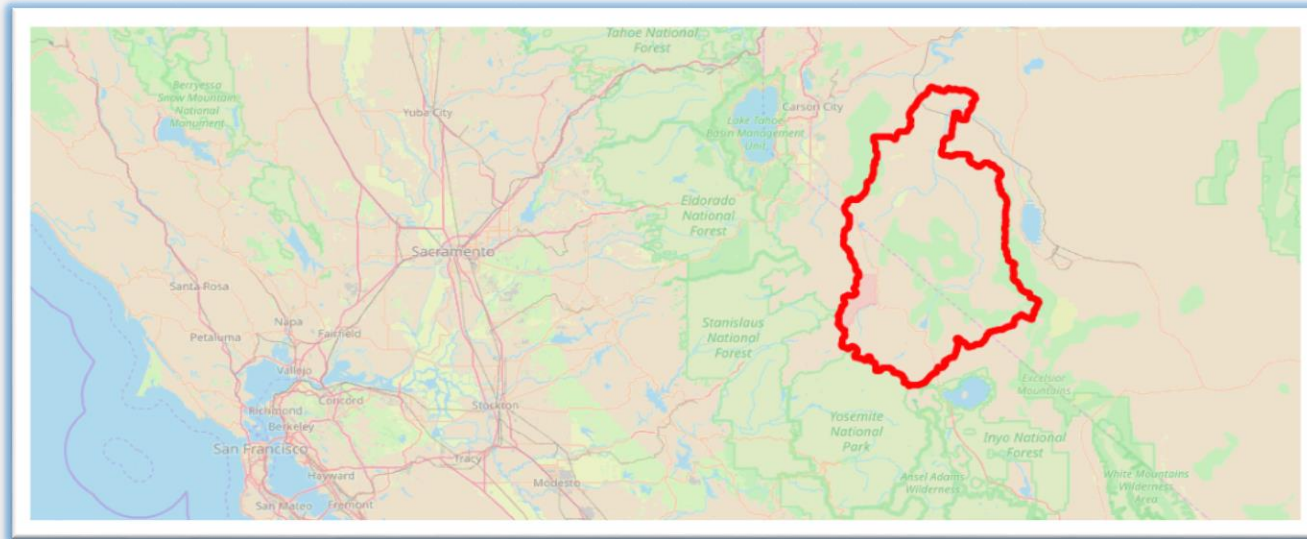 Tahoe National
Forest
Berryessa
Snow Mountain
National
Monument
Yuba City
Carson City
Lake Tahoe
Basin Management
Unit
Eldorado
National
Forest
Sacramento
Santa Rosa
Napa
Fairfield
Petaluma
Vallejo
Stanislaus
National
Forest
Concord
Richmond
Berkeley
Stockton
San Francisco
Hayward
Tracy
Modesto
San Mateo
Fremont
Yosemite
National
Park
Excelsior
Mountains
Inyo National
Forest
Ansel Adams
Wilderness
White Mountains
Wilderness
Area